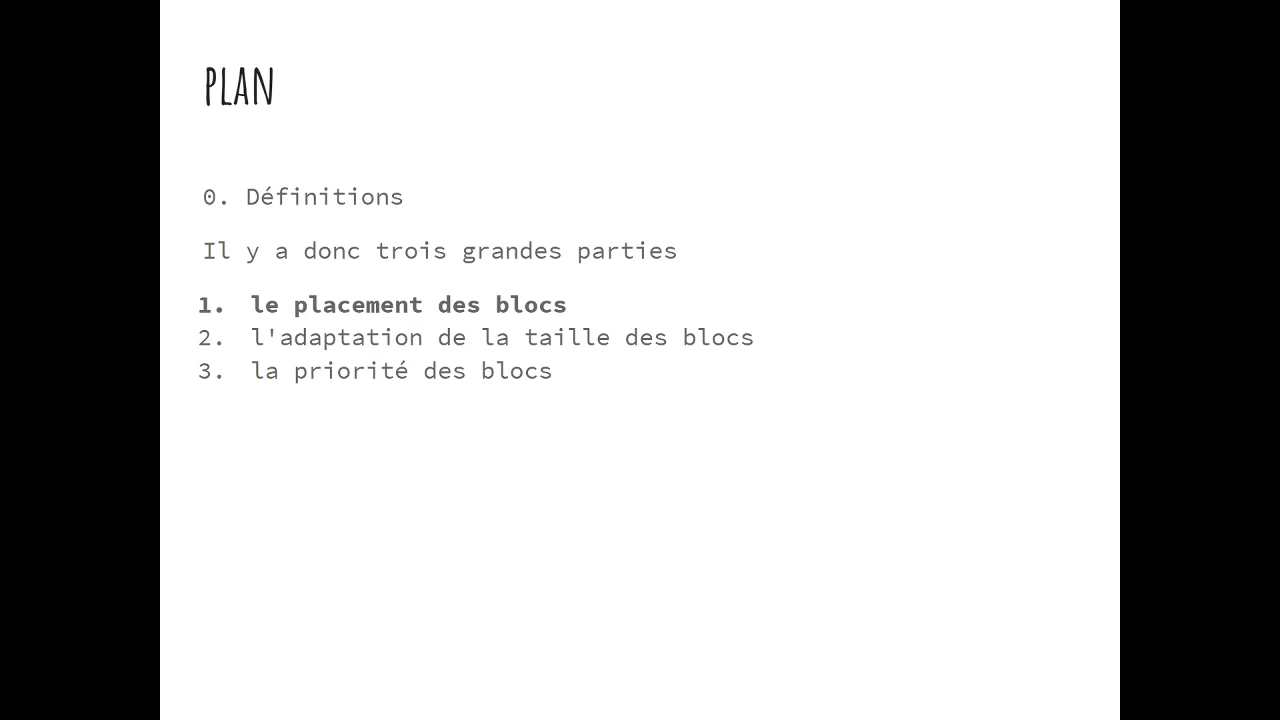 PLAN
0. Définitions
Il y a donc trois grandes parties
1. le placement des blocs
2. l'adaptation de la taille des blocs
3. la priorité des blocs